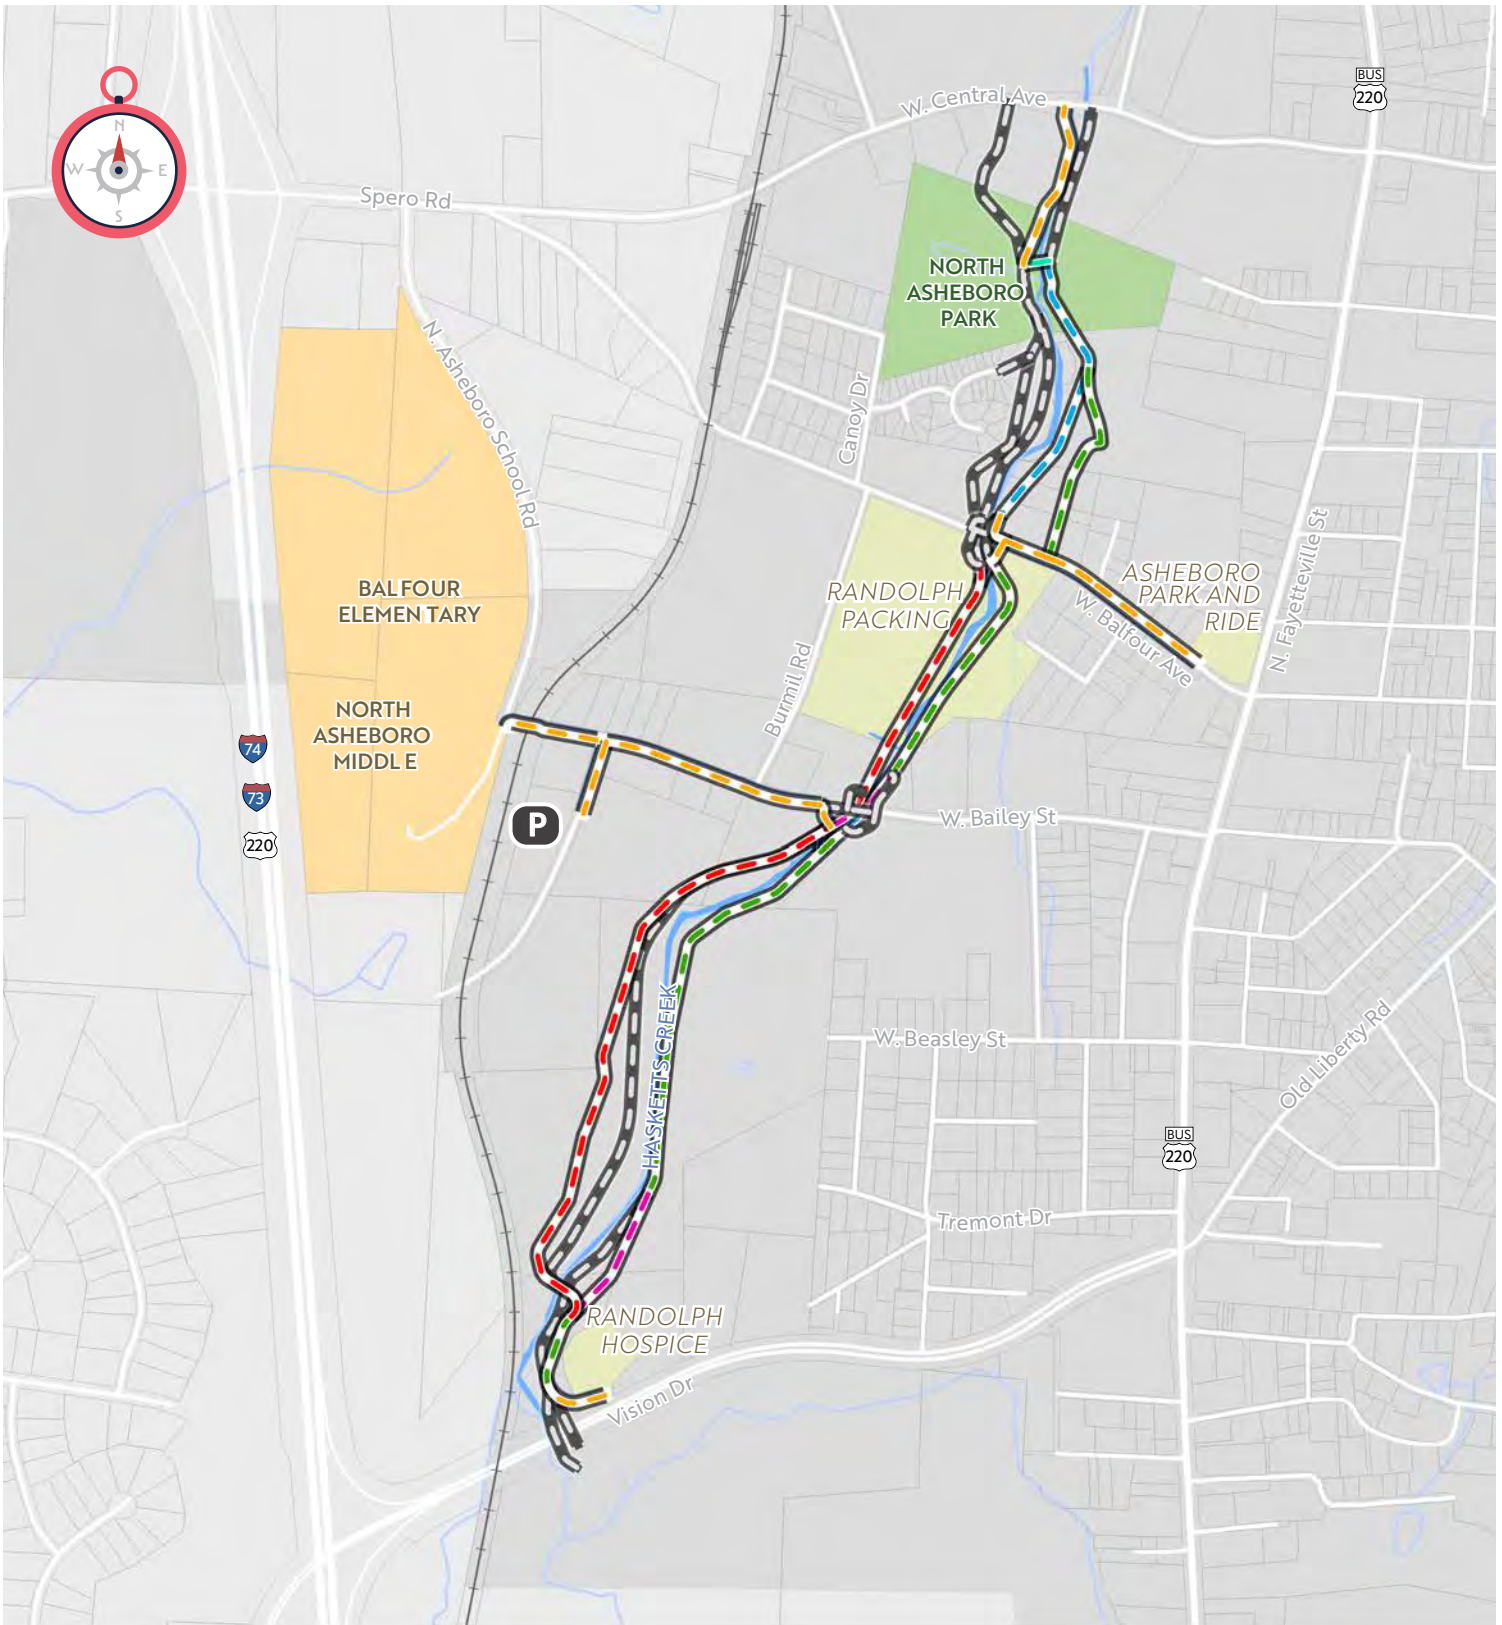 BUS
220
W. Central Ave
N
W
E
S
Spero Rd
NORTH
ASHEBORO
PARK
N. Asheboro School Rd
Canoy Dr
N. Fayetteville St
BALFOUR
ELEMEN TARY
RANDOLPH
PACKING
ASHEBORO
PARK AND
RIDE
W. Balfour Ave
Burmil Rd
NORTH
ASHEBORO
MIDDL E
74
73
220
P
W. Bailey St
HASKETTS CREEK
W. Beasley St
Old Liberty Rd
BUS
220
Tremont Dr
RANDOLPH
HOSPICE
Vision Dr